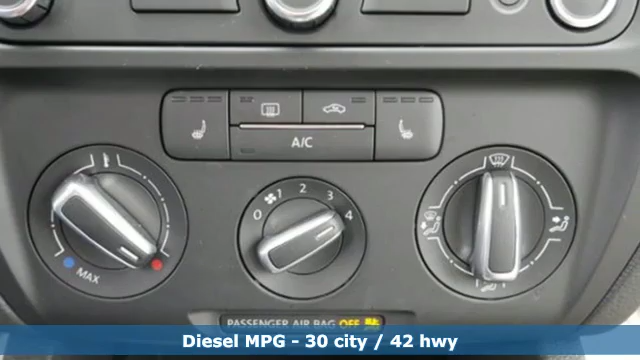 A/C
0 1 2 3 4
MAX
PASSENGER AIR BAG OFF
Diesel MPG - 30 city / 42 hwy